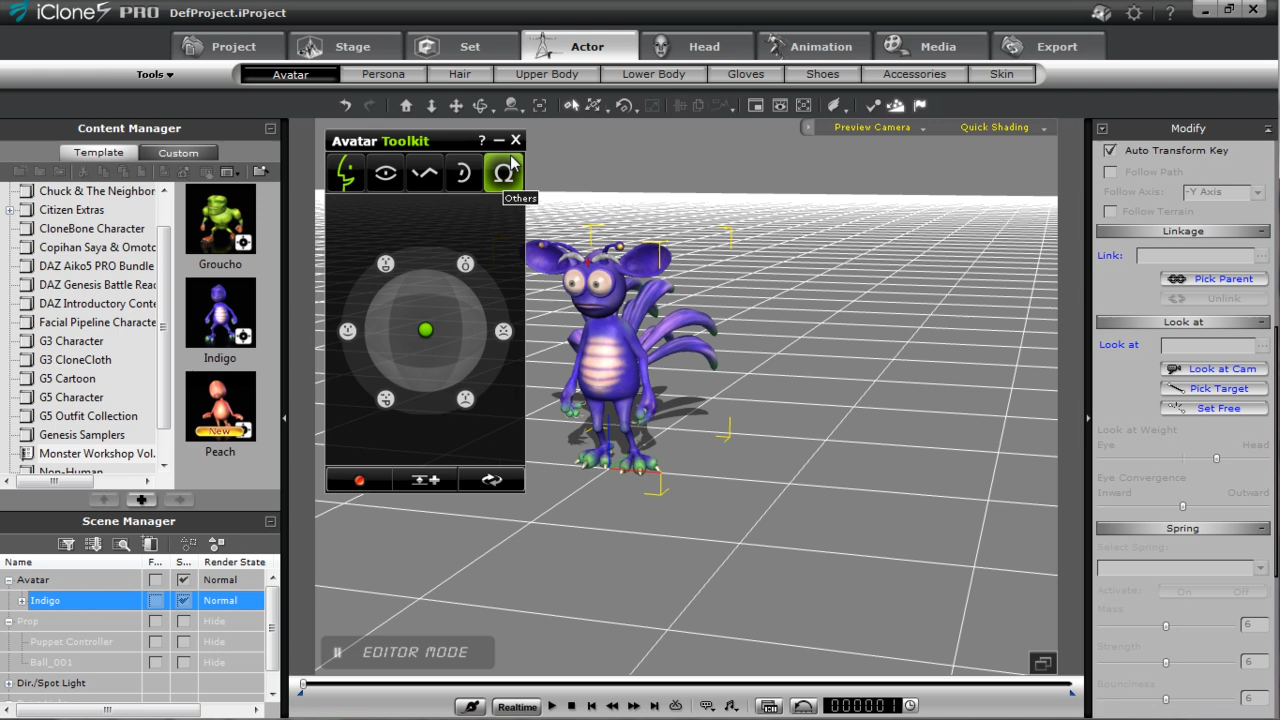 iClone5 PRO DefProject.iProject
Project Stage Set Actor Head Animation Media Export
Tools Avatar Persona Hair Upper Body Lower Body Gloves Shoes Accessories Skin
Content Manager
Template Custom
Chuck & The Neighbor
Citizen Extras
CloneBone Character
Copihan Saya & Omoto
DAZ Aiko5 PRO Bundle
DAZ Genesis Battle Rea
DAZ Introductory Conte
Facial Pipeline Characte
G3 Character
G3 CloneCloth
G5 Cartoon
G5 Character
G5 Outfit Collection
Genesis Samplers
Monster Workshop Vol.
Non-Human
Groucho
Indigo
New
Peach
Scene Manager
Name F... S... Render State
Avatar Normal
Indigo Normal
Prop Hide
Puppet Controller Hide
Ball_001 Hide
Dir./Spot Light Hide
Avatar Toolkit ?
Others
Preview Camera Quick Shading
EDITOR MODE
Realtime 0000001
Modify
Auto Transform Key
Follow Path
Follow Axis: -Y Axis
Follow Terrain
Linkage
Link:
Pick Parent
Unlink
Look at
Look at
Look at Cam
Pick Target
Set Free
Look at Weight
Eye Head
Eye Convergence
Inward Outward
Spring
Select Spring:
Activate: On Off
Mass
6
Strength
6
Bounciness
6